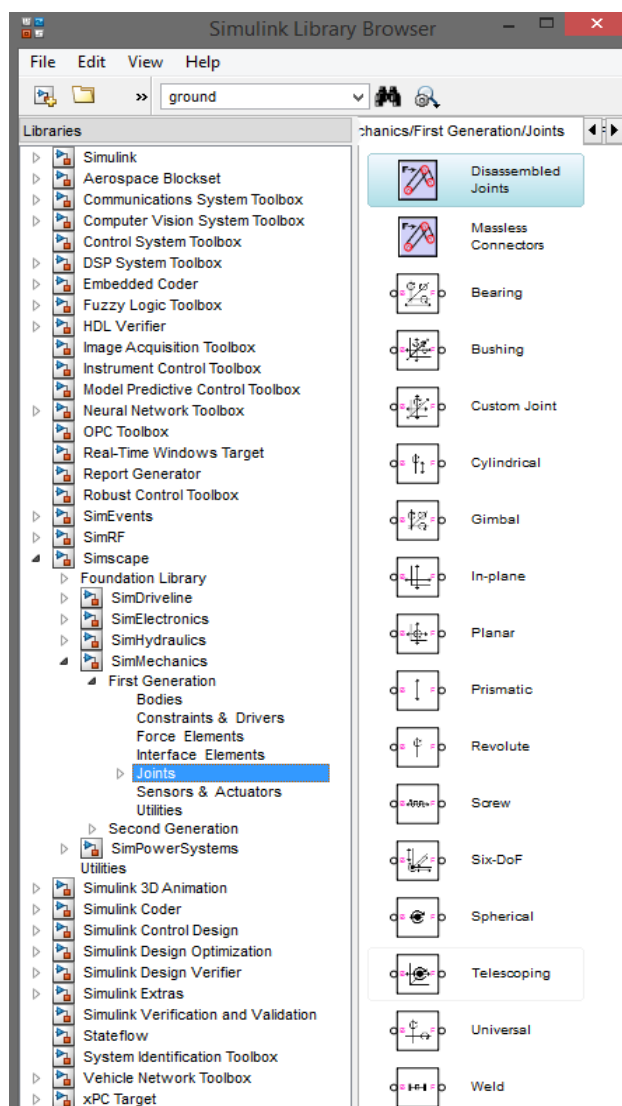 Simulink Library Browser
File Edit View Help
» ground
Libraries
chanics/First Generation/Joints
Simulink
Aerospace Blockset
Communications System Toolbox
Computer Vision System Toolbox
Control System Toolbox
DSP System Toolbox
Embedded Coder
Fuzzy Logic Toolbox
HDL Verifier
Image Acquisition Toolbox
Instrument Control Toolbox
Model Predictive Control Toolbox
Neural Network Toolbox
OPC Toolbox
Real-Time Windows Target
Report Generator
Robust Control Toolbox
SimEvents
SimRF
Simscape
Foundation Library
SimDriveline
SimElectronics
SimHydraulics
SimMechanics
First Generation
Bodies
Constraints & Drivers
Force Elements
Interface Elements
Joints
Sensors & Actuators
Utilities
Second Generation
SimPowerSystems
Utilities
Simulink 3D Animation
Simulink Coder
Simulink Control Design
Simulink Design Optimization
Simulink Design Verifier
Simulink Extras
Simulink Verification and Validation
Stateflow
System Identification Toolbox
Vehicle Network Toolbox
xPC Target
Disassembled
Joints
Massless
Connectors
Bearing
Bushing
Custom Joint
Cylindrical
Gimbal
In-plane
Planar
Prismatic
Revolute
Screw
Six-DoF
Spherical
Telescoping
Universal
Weld